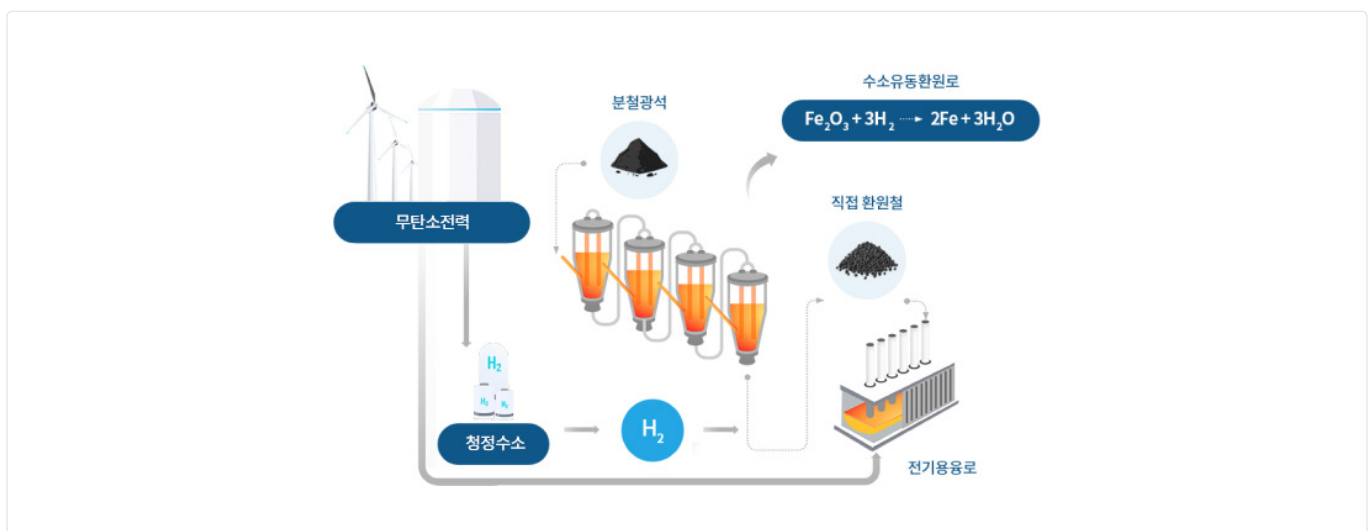 수소유동환원로
Fe₂O₃ + 3H₂ ····► 2Fe + 3H₂O
분철광석
직접 환원철
무탄소전력
H₂
H₂
H₂
청정수소
H₂
전기용융로